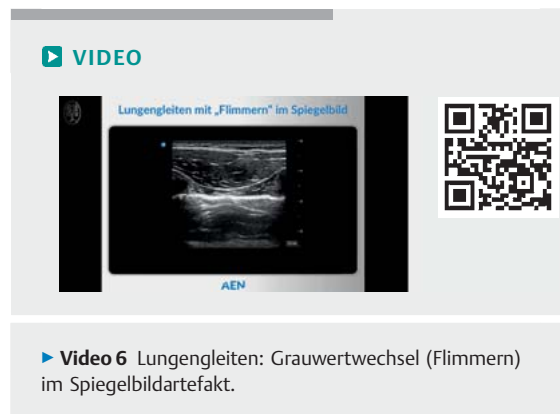 VIDEO
Lungengleiten mit „Flimmern“ im Spiegelbild
AEN
Video 6 Lungengleiten: Grauwertwechsel (Flimmern)
im Spiegelbildartefakt.